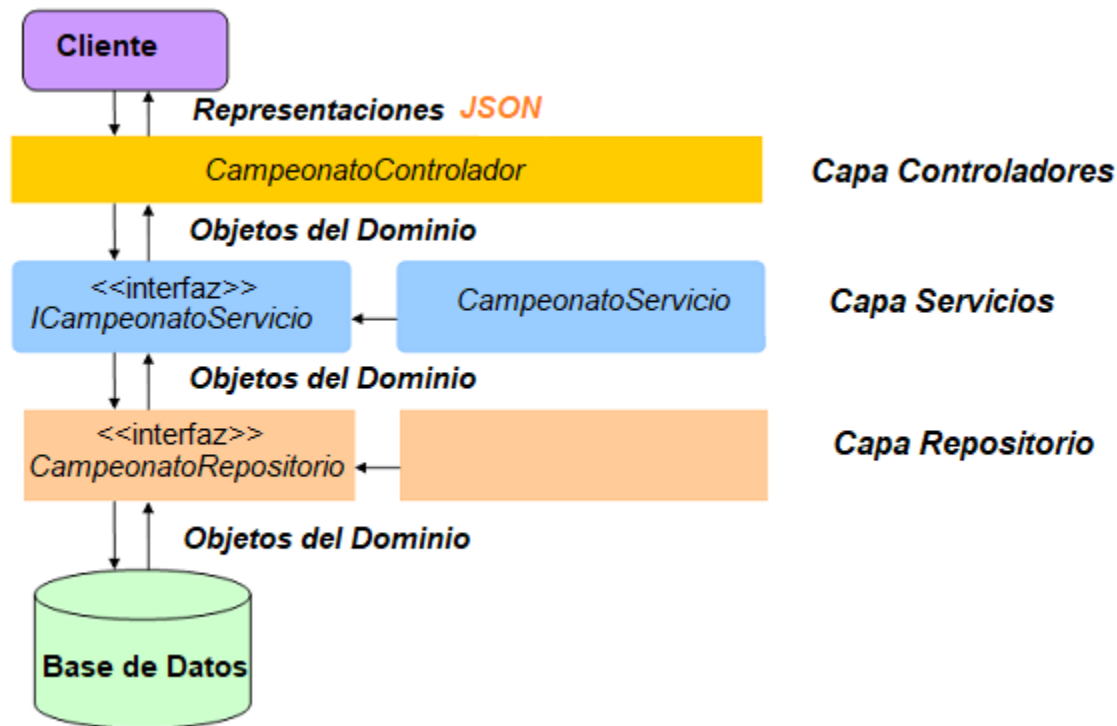 Cliente
Representaciones JSON
CampeonatoControlador
Capa Controladores
Objetos del Dominio
<<interfaz>>
ICampeonatoServicio
CampeonatoServicio
Capa Servicios
Objetos del Dominio
<<interfaz>>
CampeonatoRepositorio
Capa Repositorio
Objetos del Dominio
Base de Datos